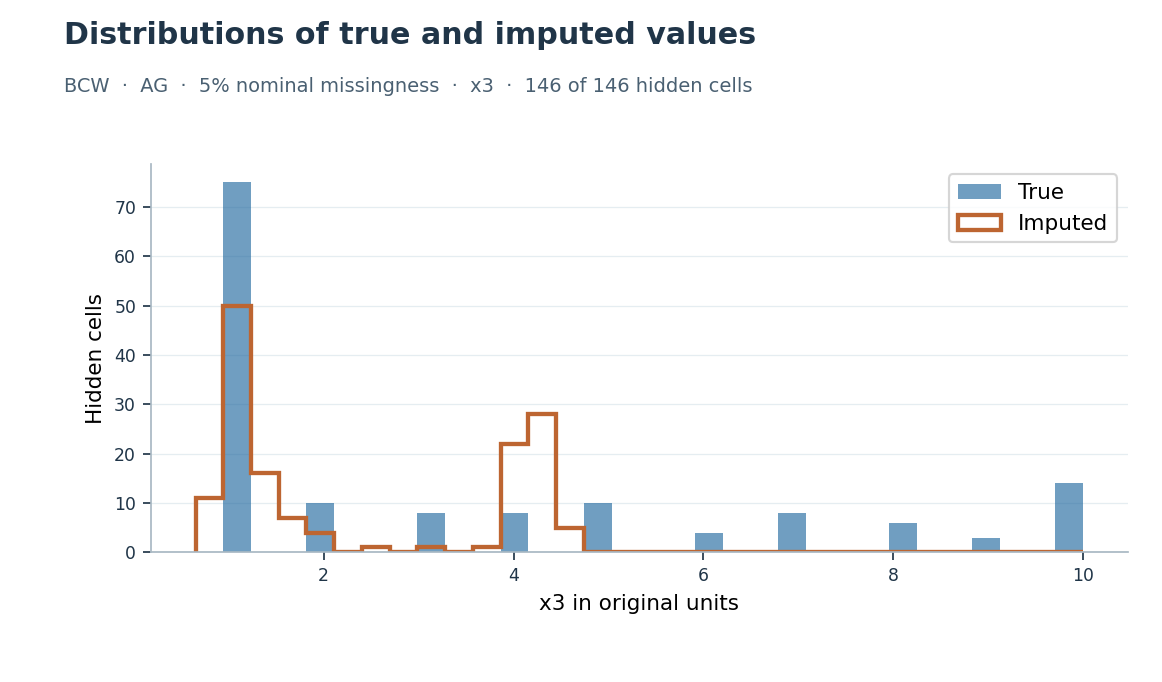 Distributions of true and imputed values
BCW · AG · 5% nominal missingness · x3 · 146 of 146 hidden cells
True
Imputed
Hidden cells
70
60
50
40
30
20
10
0
2
4
6
8
10
x3 in original units